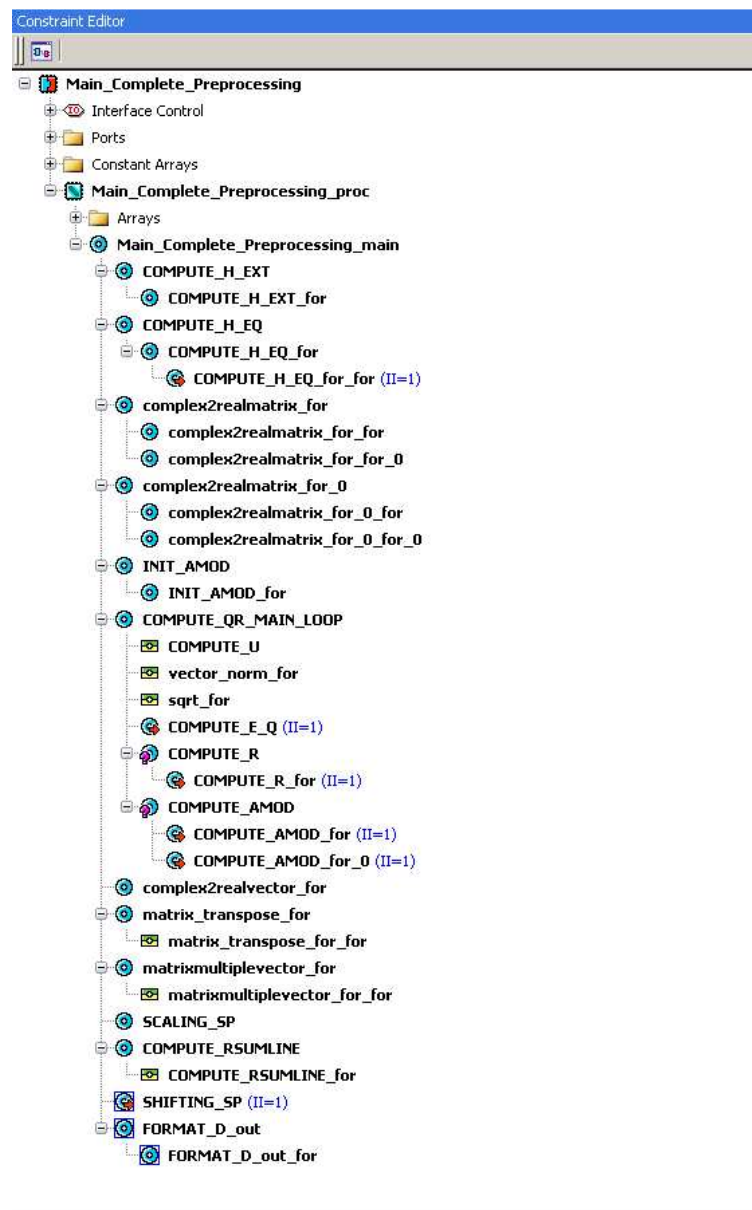 Constraint Editor
Main_Complete_Preprocessing
Interface Control
Ports
Constant Arrays
Main_Complete_Preprocessing_proc
Arrays
Main_Complete_Preprocessing_main
COMPUTE_H_EXT
COMPUTE_H_EXT_for
COMPUTE_H_EQ
COMPUTE_H_EQ_for
COMPUTE_H_EQ_for_for (II=1)
complex2realmatrix_for
complex2realmatrix_for_for
complex2realmatrix_for_for_0
complex2realmatrix_for_0
complex2realmatrix_for_0_for
complex2realmatrix_for_0_for_0
INIT_AMOD
INIT_AMOD_for
COMPUTE_QR_MAIN_LOOP
COMPUTE_U
vector_norm_for
sqrt_for
COMPUTE_E_Q (II=1)
COMPUTE_R
COMPUTE_R_for (II=1)
COMPUTE_AMOD
COMPUTE_AMOD_for (II=1)
COMPUTE_AMOD_for_0 (II=1)
complex2realvector_for
matrix_transpose_for
matrix_transpose_for_for
matrixmultiplevector_for
matrixmultiplevector_for_for
SCALING_SP
COMPUTE_RSUMLINE
COMPUTE_RSUMLINE_for
SHIFTING_SP (II=1)
FORMAT_D_out
FORMAT_D_out_for